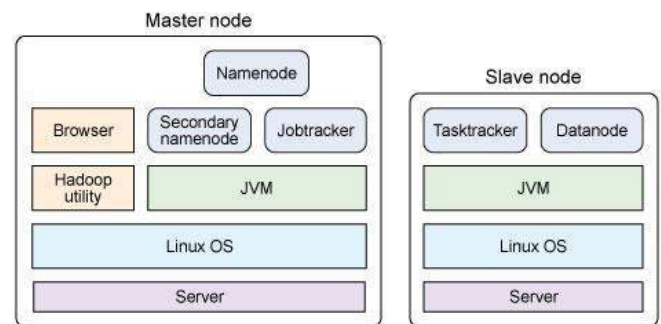 Master node
Namenode
Browser
Secondary
namenode
Jobtracker
Hadoop
utility
JVM
Linux OS
Server
Slave node
Tasktracker
Datanode
JVM
Linux OS
Server